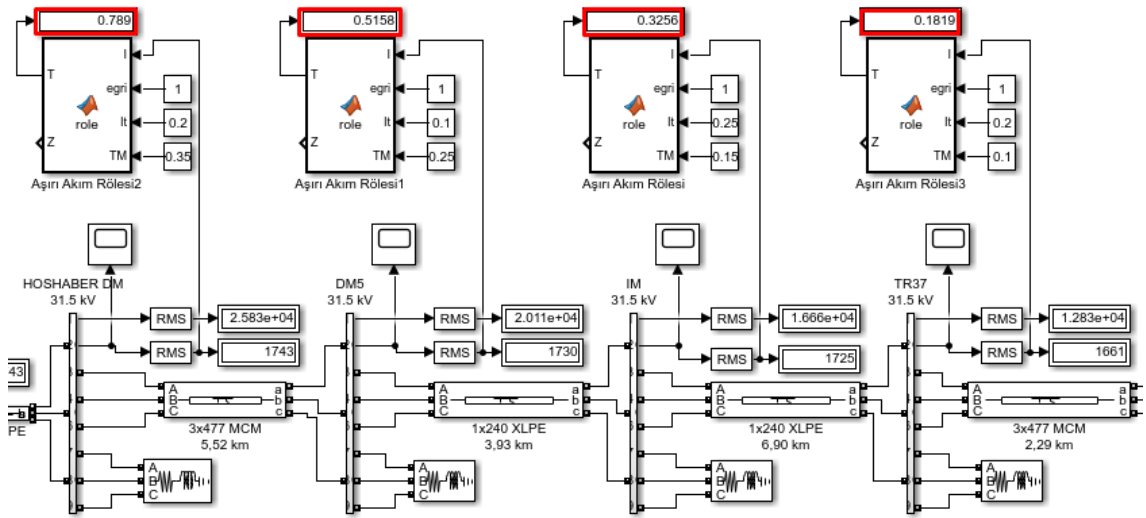 0.789
0.5158
0.3256
0.1819
I
I
I
I
T
T
T
T
egri
1
egri
1
egri
1
egri
1
role
It
0.2
role
It
0.1
role
It
0.25
role
It
0.2
Z
TM
0.35
Z
TM
0.25
Z
TM
0.15
Z
TM
0.1
Aşırı Akım Rölesi2
Aşırı Akım Rölesi1
Aşırı Akım Rölesi
Aşırı Akım Rölesi3
HOSHABER DM
31.5 kV
DM5
31.5 kV
IM
31.5 kV
TR37
31.5 kV
RMS
2.583e+04
RMS
2.011e+04
RMS
1.666e+04
RMS
1.283e+04
RMS
1743
RMS
1730
RMS
1725
RMS
1661
43
A
B
C
a
b
c
A
B
C
a
b
c
A
B
C
a
b
c
A
B
C
PE
3x477 MCM
5,52 km
1x240 XLPE
3,93 km
1x240 XLPE
6,90 km
3x477 MCM
2,29 km
A
B
C
A
B
C
A
B
C
A
B
C